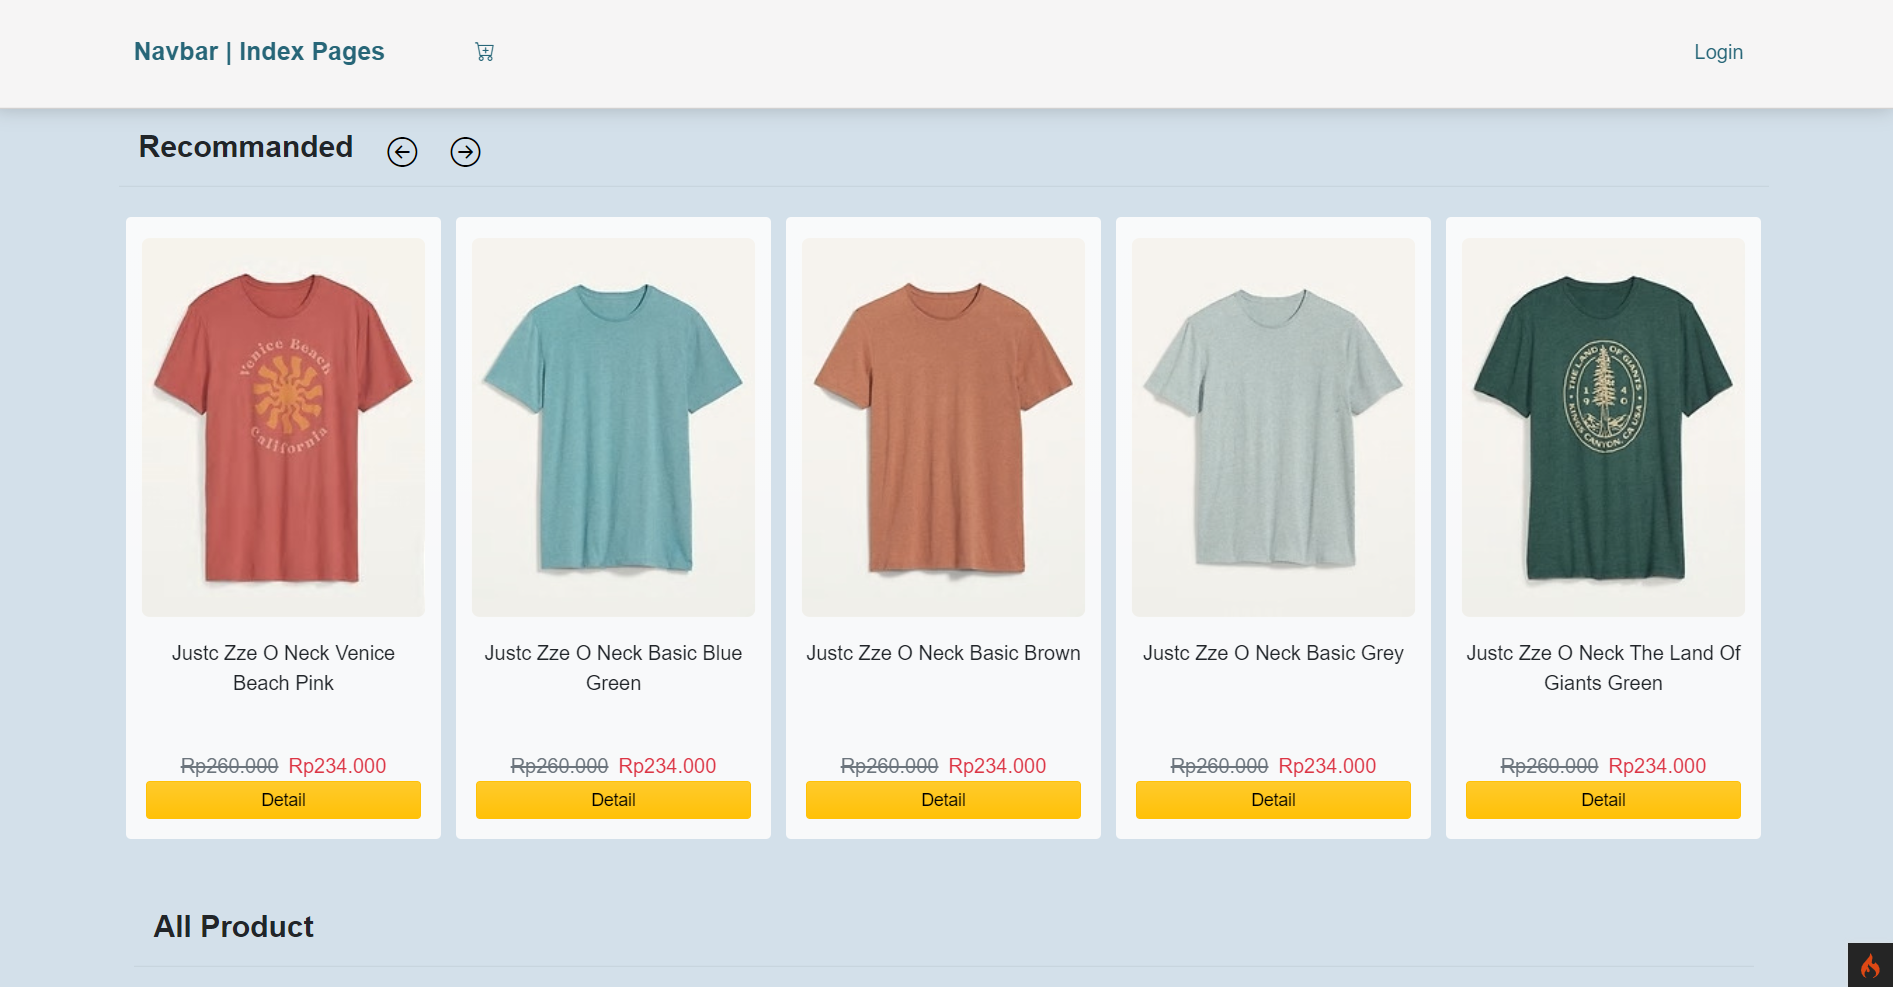 Navbar | Index Pages
Login
Recommanded
Venice Beach
California
THE LAND OF GIANTS
19 40
KINGS CANYON, CA USA
Justc Zze O Neck Venice
Beach Pink
Justc Zze O Neck Basic Blue
Green
Justc Zze O Neck Basic Brown
Justc Zze O Neck Basic Grey
Justc Zze O Neck The Land Of
Giants Green
Rp260.000 Rp234.000
Rp260.000 Rp234.000
Rp260.000 Rp234.000
Rp260.000 Rp234.000
Rp260.000 Rp234.000
Detail
Detail
Detail
Detail
Detail
All Product